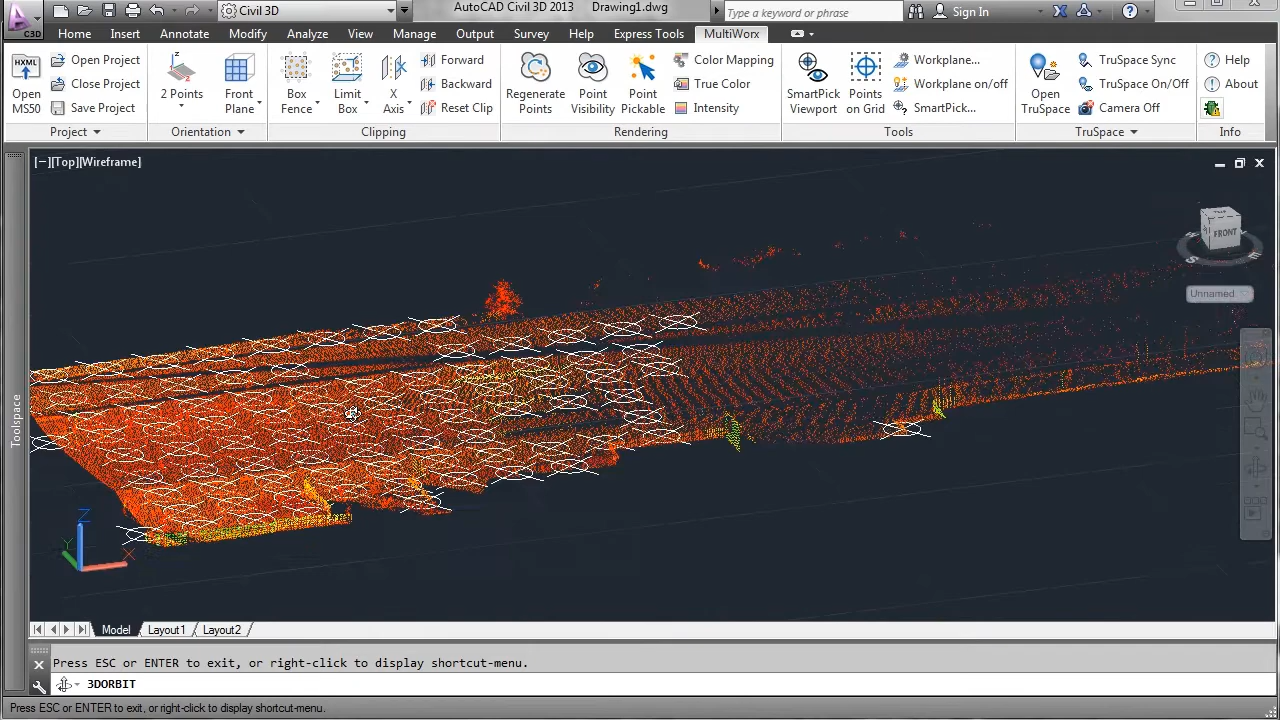 Civil 3D
AutoCAD Civil 3D 2013 Drawing1.dwg
Type a keyword or phrase
Sign In
C3D
Home Insert Annotate Modify Analyze View Manage Output Survey Help Express Tools MultiWorx
HXML
Open MS50
Open Project
Close Project
Save Project
Project
2 Points
Front Plane
Orientation
Box Fence
Limit Box
X Axis
Forward
Backward
Reset Clip
Clipping
Regenerate Points
Point Visibility
Point Pickable
Color Mapping
True Color
Intensity
Rendering
SmartPick Viewport
Points on Grid
Workplane...
Workplane on/off
SmartPick...
Tools
Open TruSpace
TruSpace Sync
TruSpace On/Off
Camera Off
TruSpace
Help
About
Info
[−][Top][Wireframe]
FRONT
S
E
Unnamed
Toolspace
Z
Y
X
Model Layout1 Layout2
Press ESC or ENTER to exit, or right-click to display shortcut-menu.
3DORBIT
Press ESC or ENTER to exit, or right-click to display shortcut-menu.